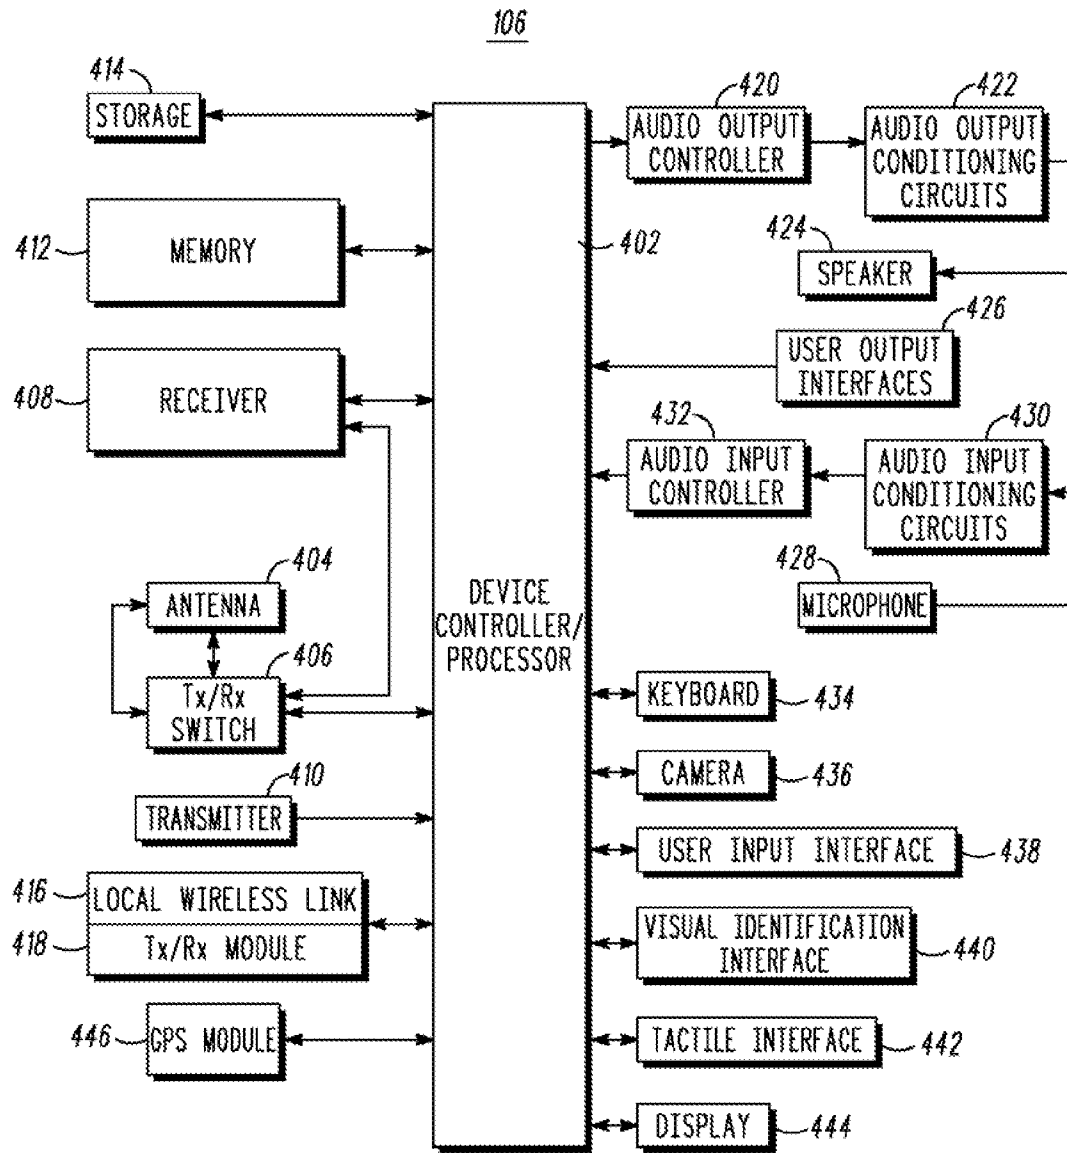 106
414
STORAGE
412
MEMORY
408
RECEIVER
404
ANTENNA
406
Tx/Rx
SWITCH
410
TRANSMITTER
416
LOCAL WIRELESS LINK
418
Tx/Rx MODULE
446
GPS MODULE
402
DEVICE
CONTROLLER/
PROCESSOR
420
AUDIO OUTPUT
CONTROLLER
422
AUDIO OUTPUT
CONDITIONING
CIRCUITS
424
SPEAKER
426
USER OUTPUT
INTERFACES
432
AUDIO INPUT
CONTROLLER
430
AUDIO INPUT
CONDITIONING
CIRCUITS
428
MICROPHONE
KEYBOARD
434
CAMERA
436
USER INPUT INTERFACE
438
VISUAL IDENTIFICATION
INTERFACE
440
TACTILE INTERFACE
442
DISPLAY
444